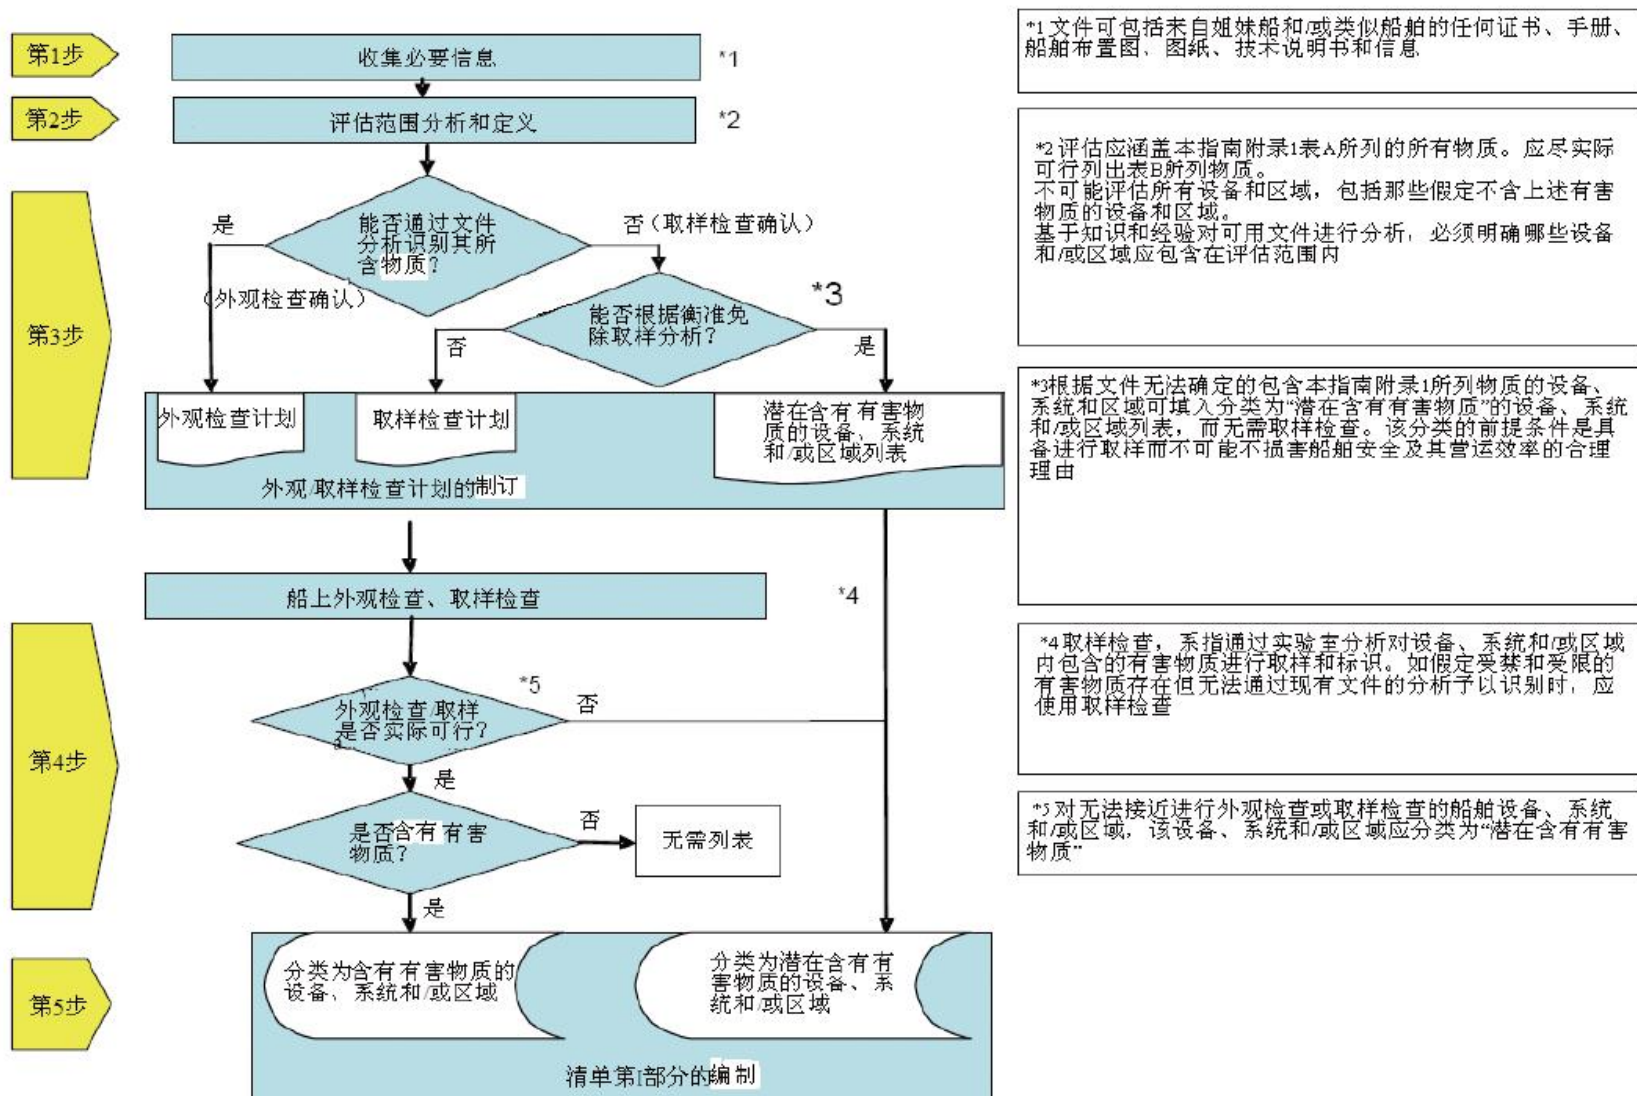 第1步
收集必要信息
*1
第2步
评估范围分析和定义
*2
第3步
能否通过文件
分析识别其所
含物质？
是
否（取样检查确认）
（外观检查确认）
*3
能否根据衡准免
除取样分析？
否
是
外观检查计划
取样检查计划
潜在含有有害物
质的设备、系统
和/或区域列表
外观/取样检查计划的制订
第4步
船上外观检查、取样检查
*4
*5
外观检查/取样
是否实际可行？
否
是
是否含有有害
物质？
否
无需列表
是
第5步
分类为含有有害物质的
设备、系统和/或区域
分类为潜在含有有
害物质的设备、系
统和/或区域
清单第I部分的编制
*1文件可包括来自姐妹船和/或类似船舶的任何证书、手册、
船舶布置图、图纸、技术说明书和信息
*2评估应涵盖本指南附录1表A所列的所有物质。应尽实际
可行列出表B所列物质。
不可能评估所有设备和区域，包括那些假定不含上述有害
物质的设备和区域。
基于知识和经验对可用文件进行分析，必须明确哪些设备
和/或区域应包含在评估范围内
*3根据文件无法确定的包含本指南附录1所列物质的设备、
系统和区域可填入分类为“潜在含有有害物质”的设备、系统
和/或区域列表，而无需取样检查。该分类的前提条件是具
备进行取样而不可能不损害船舶安全及其营运效率的合理
理由
*4取样检查，系指通过实验室分析对设备、系统和/或区域
内包含的有害物质进行取样和标识。如假定受禁和受限的
有害物质存在但无法通过现有文件的分析予以识别时，应
使用取样检查
*5对无法接近进行外观检查或取样检查的船舶设备、系统
和/或区域，该设备、系统和/或区域应分类为“潜在含有有害
物质”